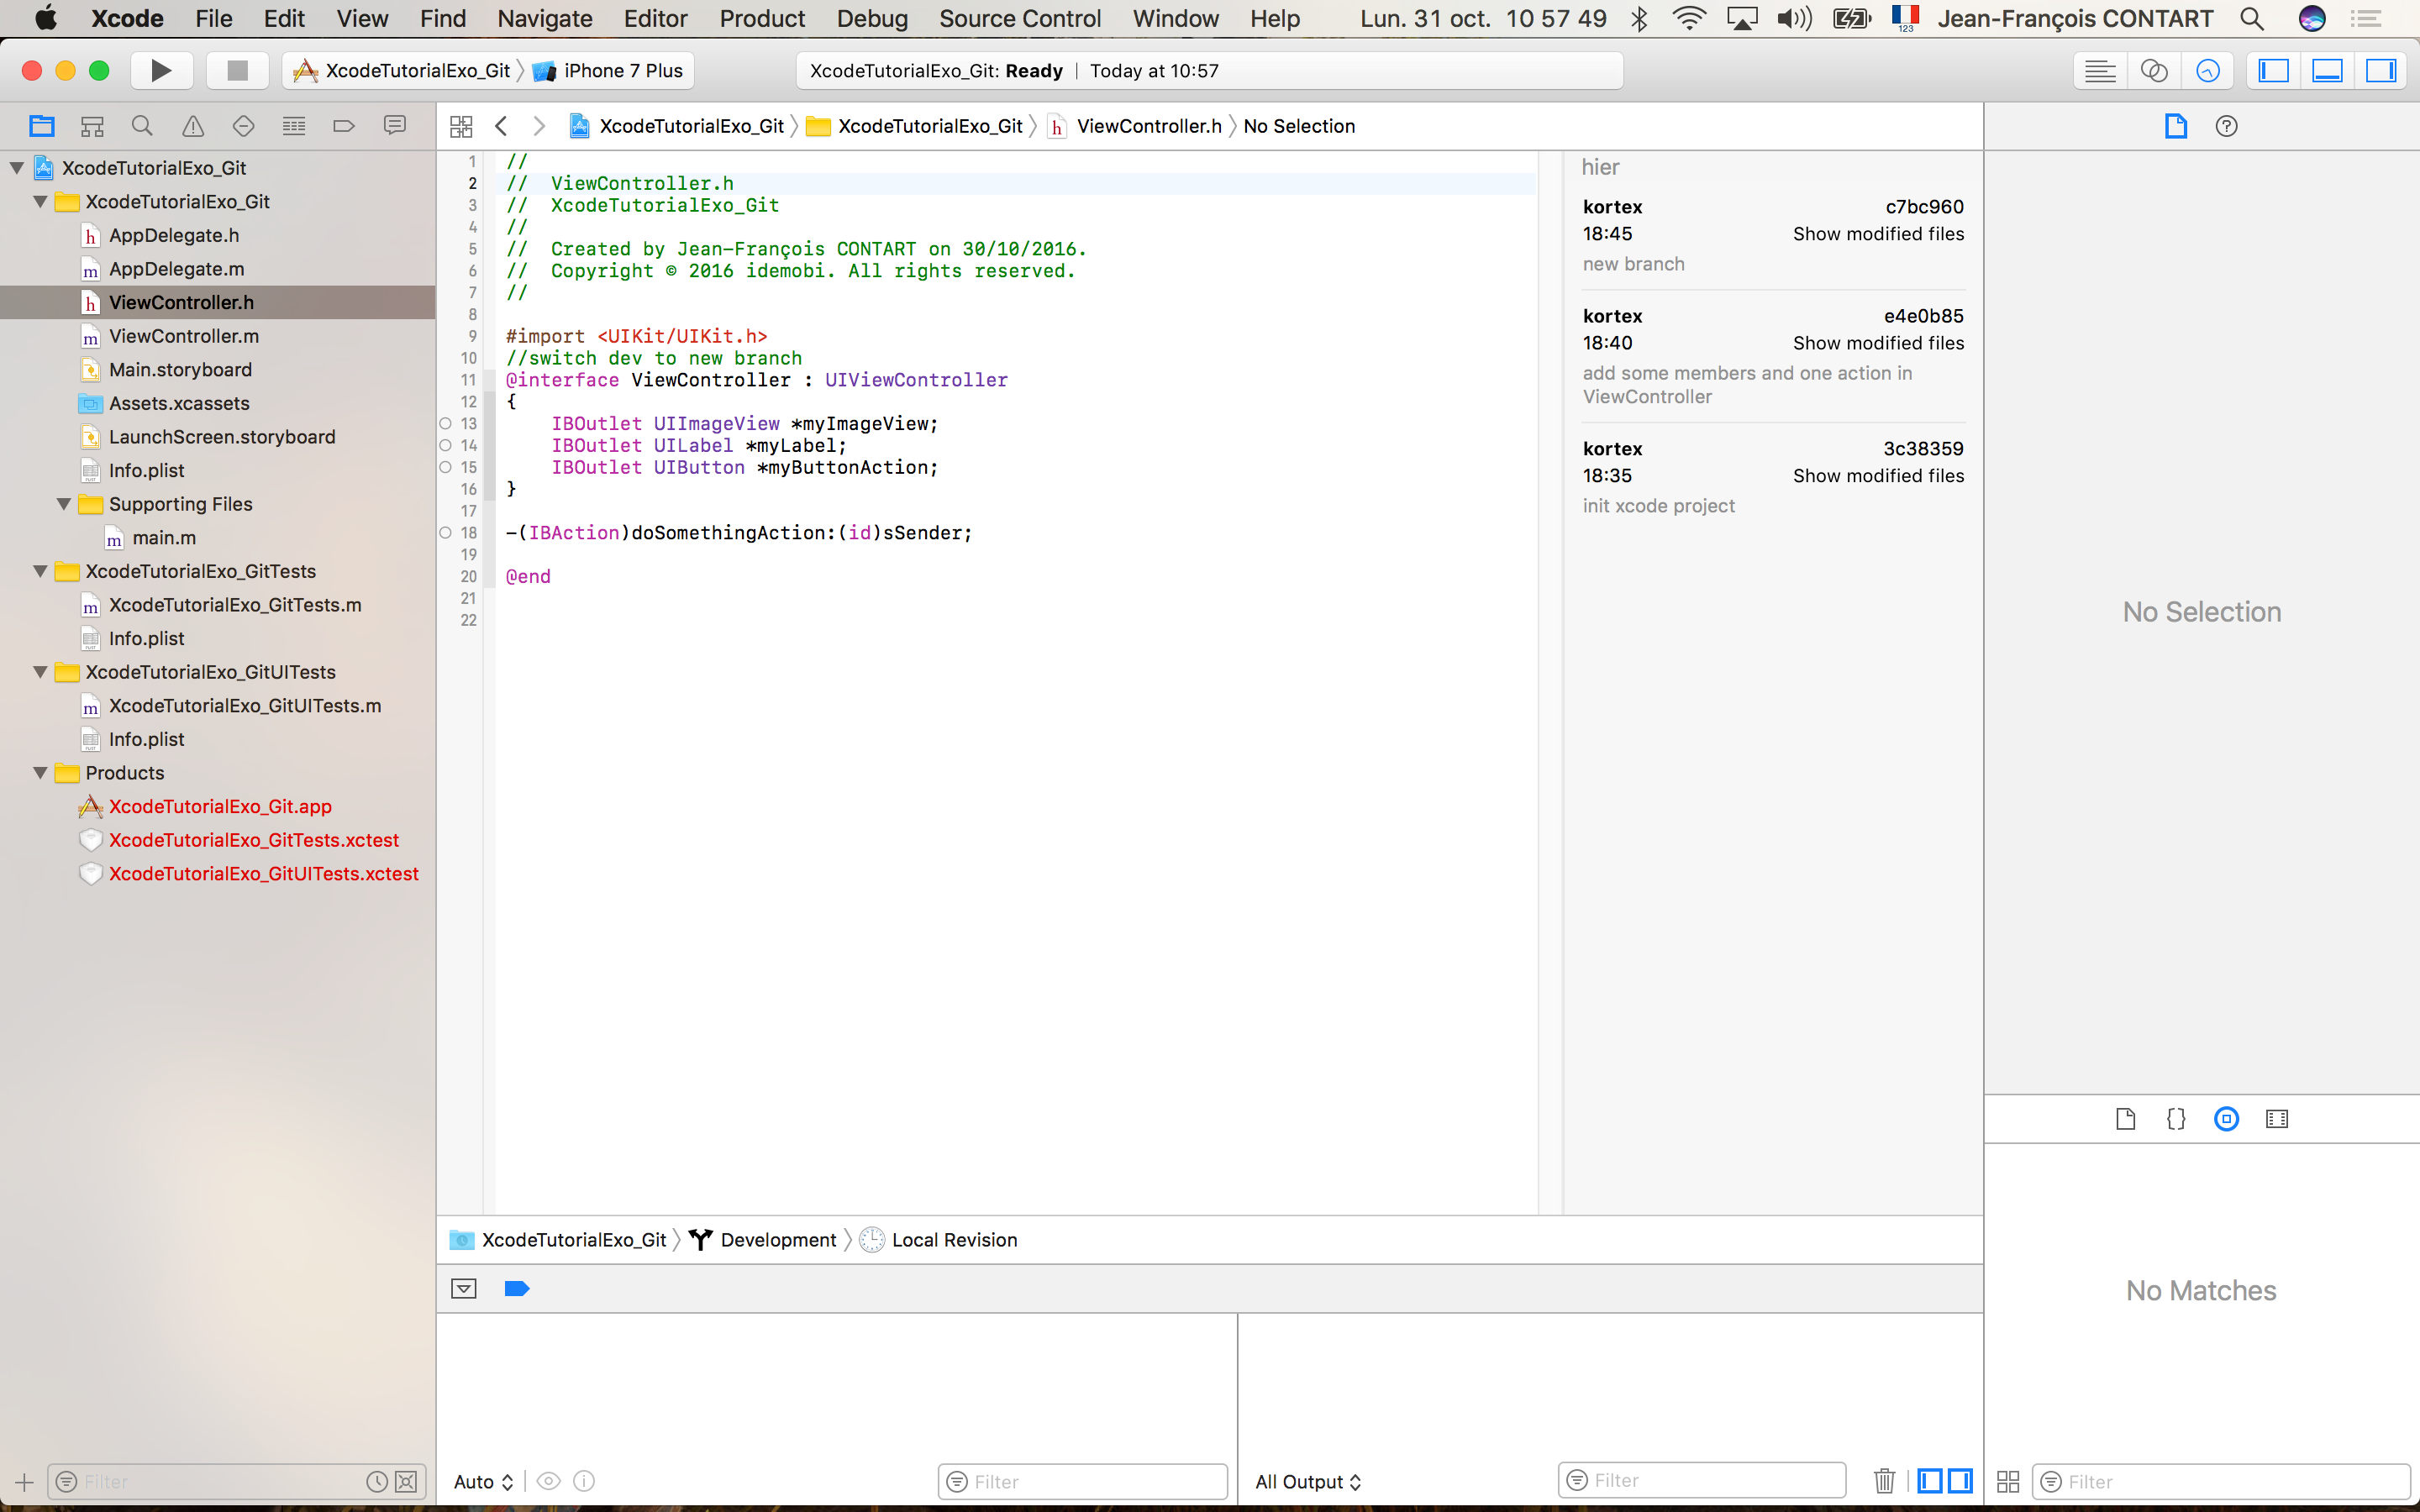 Xcode File Edit View Find Navigate Editor Product Debug Source Control Window Help Lun. 31 oct. 10 57 49 123 Jean-François CONTART
XcodeTutorialExo_Git iPhone 7 Plus XcodeTutorialExo_Git: Ready | Today at 10:57
XcodeTutorialExo_Git XcodeTutorialExo_Git h ViewController.h No Selection
XcodeTutorialExo_Git
XcodeTutorialExo_Git
h AppDelegate.h
m AppDelegate.m
h ViewController.h
m ViewController.m
Main.storyboard
Assets.xcassets
LaunchScreen.storyboard
Info.plist
Supporting Files
m main.m
XcodeTutorialExo_GitTests
m XcodeTutorialExo_GitTests.m
Info.plist
XcodeTutorialExo_GitUITests
m XcodeTutorialExo_GitUITests.m
Info.plist
Products
XcodeTutorialExo_Git.app
XcodeTutorialExo_GitTests.xctest
XcodeTutorialExo_GitUITests.xctest
Filter
1 //
2 // ViewController.h
3 // XcodeTutorialExo_Git
4 //
5 // Created by Jean-François CONTART on 30/10/2016.
6 // Copyright © 2016 idemobi. All rights reserved.
7 //
8
9 #import <UIKit/UIKit.h>
10 //switch dev to new branch
11 @interface ViewController : UIViewController
12 {
13 IBOutlet UIImageView *myImageView;
14 IBOutlet UILabel *myLabel;
15 IBOutlet UIButton *myButtonAction;
16 }
17
18 -(IBAction)doSomethingAction:(id)sSender;
19
20 @end
21
22
hier
kortex c7bc960
18:45 Show modified files
new branch
kortex e4e0b85
18:40 Show modified files
add some members and one action in
ViewController
kortex 3c38359
18:35 Show modified files
init xcode project
No Selection
XcodeTutorialExo_Git Development Local Revision
No Matches
Auto Filter
All Output Filter
Filter